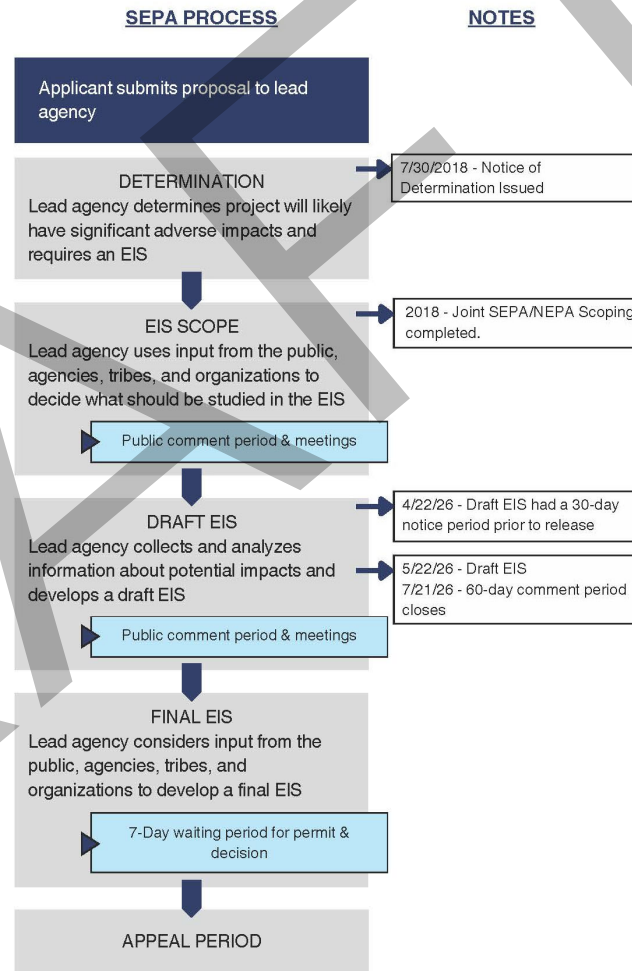 SEPA PROCESS
NOTES
Applicant submits proposal to lead
agency
DETERMINATION
Lead agency determines project will likely
have significant adverse impacts and
requires an EIS
7/30/2018 - Notice of
Determination Issued
EIS SCOPE
Lead agency uses input from the public,
agencies, tribes, and organizations to
decide what should be studied in the EIS
Public comment period & meetings
2018 - Joint SEPA/NEPA Scoping
completed.
DRAFT EIS
Lead agency collects and analyzes
information about potential impacts and
develops a draft EIS
Public comment period & meetings
4/22/26 - Draft EIS had a 30-day
notice period prior to release
5/22/26 - Draft EIS
7/21/26 - 60-day comment period
closes
FINAL EIS
Lead agency considers input from the
public, agencies, tribes, and
organizations to develop a final EIS
7-Day waiting period for permit &
decision
APPEAL PERIOD